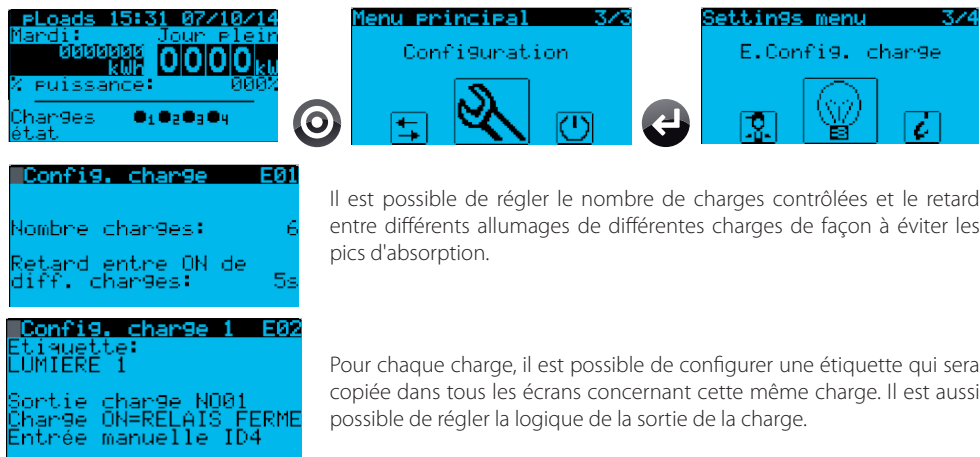 pLoads 15:31 07/10/14
Mardi: Jour plein
0000000 kWh 0000 kW
% puissance: 000%
Charges état 1 2 3 4
Menu principal 3/3
Configuration
Settings menu 3/4
E.Config. charge
Config. charge E01
Nombre charges: 6
Retard entre ON de
diff. charges: 5s
Il est possible de régler le nombre de charges contrôlées et le retard
entre différents allumages de différentes charges de façon à éviter les
pics d'absorption.
Config. charge 1 E02
Etiquette:
LUMIERE 1
Sortie charge NO01
Charge ON=RELAIS FERME
Entrée manuelle ID4
Pour chaque charge, il est possible de configurer une étiquette qui sera
copiée dans tous les écrans concernant cette même charge. Il est aussi
possible de régler la logique de la sortie de la charge.